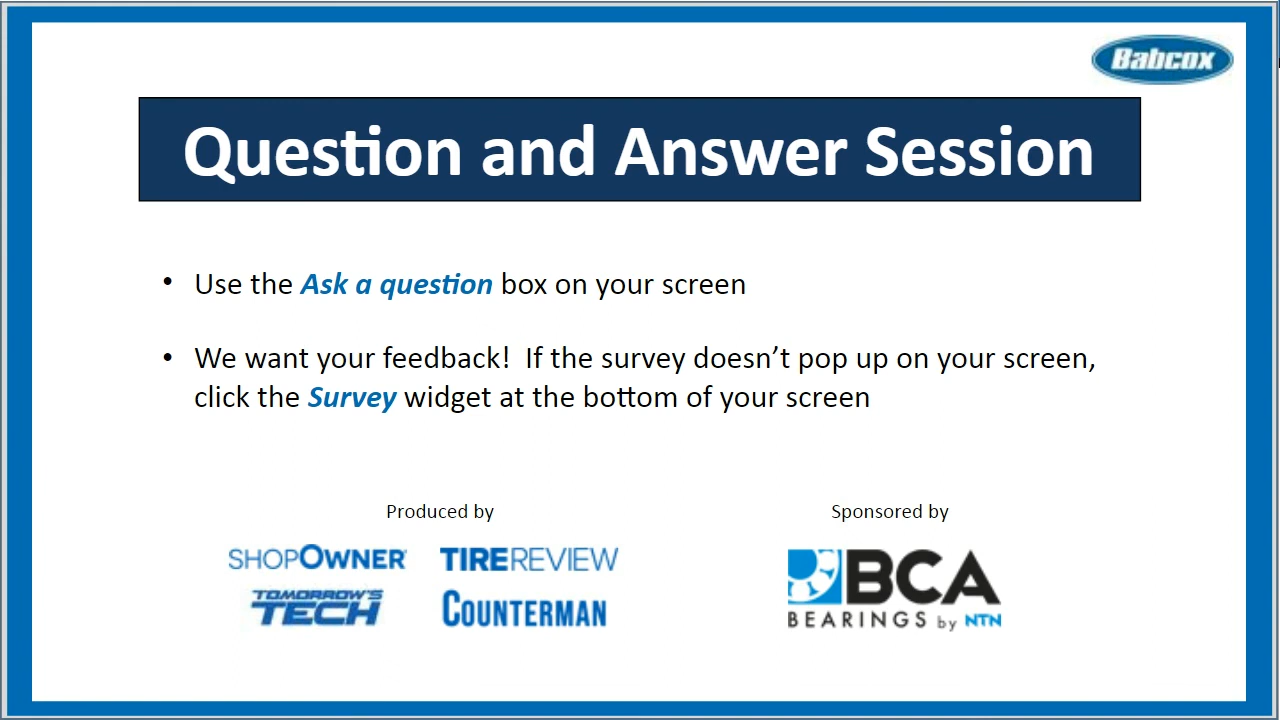 Babcox
Question and Answer Session
• Use the Ask a question box on your screen
• We want your feedback!  If the survey doesn’t pop up on your screen,
click the Survey widget at the bottom of your screen
Produced by
Sponsored by
SHOPOWNER
TIREREVIEW
TOMORROW'S
TECH
COUNTERMAN
BCA
BEARINGS by NTN